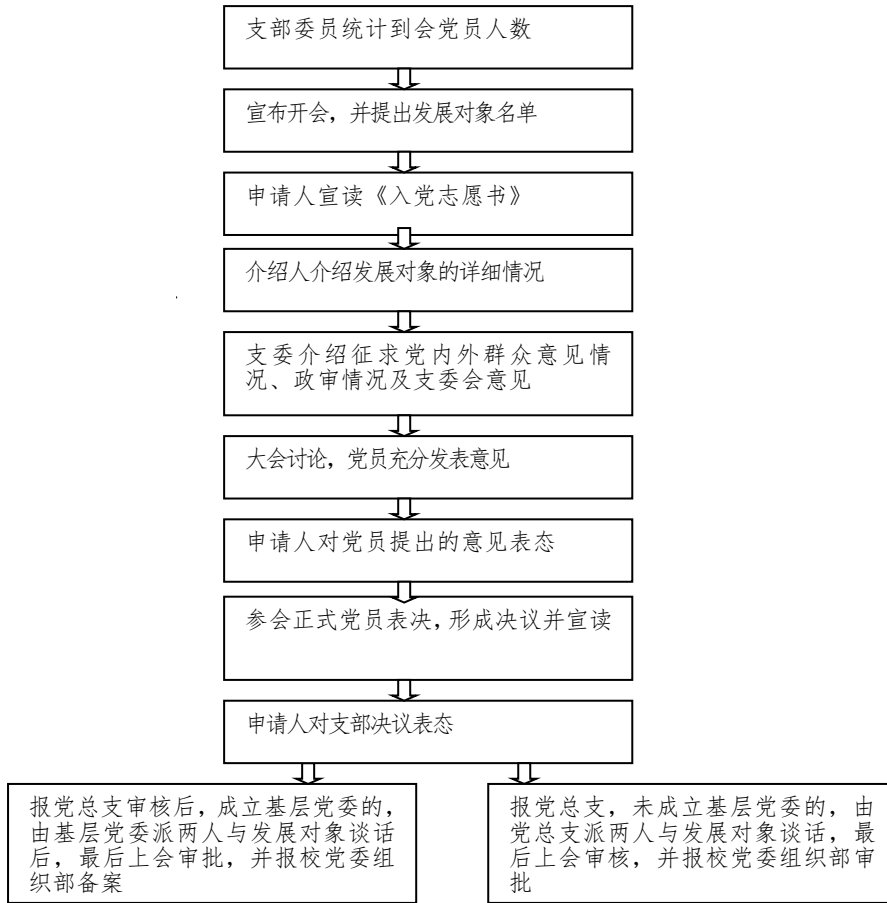 支部委员统计到会党员人数
宣布开会，并提出发展对象名单
申请人宣读《入党志愿书》
介绍人介绍发展对象的详细情况
支委介绍征求党内外群众意见情
况、政审情况及支委会意见
大会讨论，党员充分发表意见
申请人对党员提出的意见表态
参会正式党员表决，形成决议并宣读
申请人对支部决议表态
报党总支审核后，成立基层党委的，
由基层党委派两人与发展对象谈话
后，最后上会审批，并报校党委组
织部备案
报党总支，未成立基层党委的，由
党总支派两人与发展对象谈话，最
后上会审核，并报校党委组织部审
批